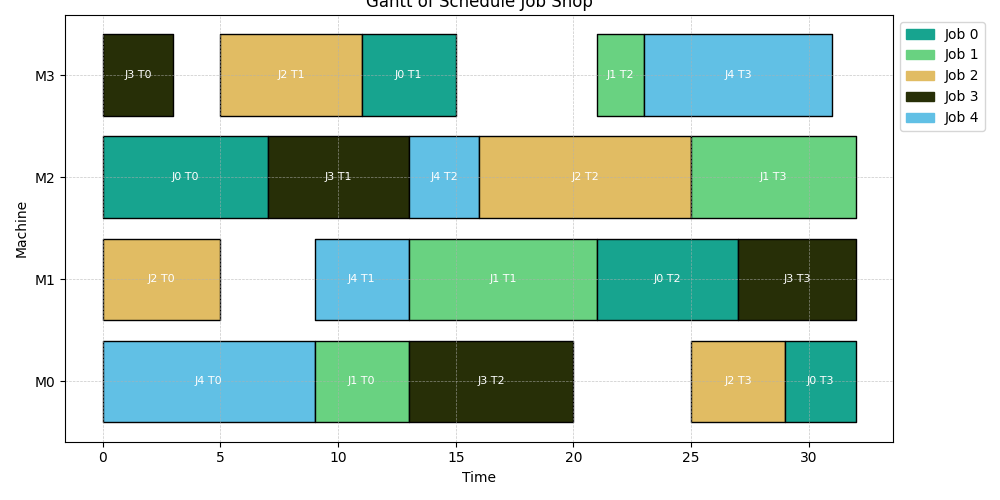 Gantt of Schedule Job Shop
M3
J3 T0
J2 T1
J0 T1
J1 T2
J4 T3
M2
J0 T0
J3 T1
J4 T2
J2 T2
J1 T3
M1
J2 T0
J4 T1
J1 T1
J0 T2
J3 T3
M0
J4 T0
J1 T0
J3 T2
J2 T3
J0 T3
Machine
0
5
10
15
20
25
30
Time
Job 0
Job 1
Job 2
Job 3
Job 4